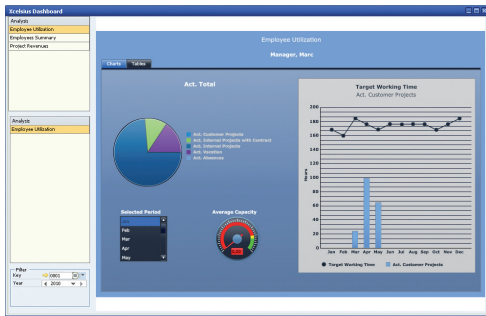 Xcelsius Dashboard
Analysis
Employee Utilization
Employees Summary
Project Revenues
Analysis
Employee Utilization
Filter
Key 0001
Year 2010
Employee Utilization
Manager, Marc
Charts Tables
Act. Total
Act. Customer Projects
Act. Internal Projects with Contract
Act. Internal Projects
Act. Vacation
Act. Absences
Selected Period
Feb
Mar
Apr
May
Average Capacity
Target Working Time
Act. Customer Projects
Hours
200
180
160
140
120
100
80
60
40
20
0
Jan Feb Mar Apr May Jun Jul Aug Sep Oct Nov Dec
Target Working Time Act. Customer Projects